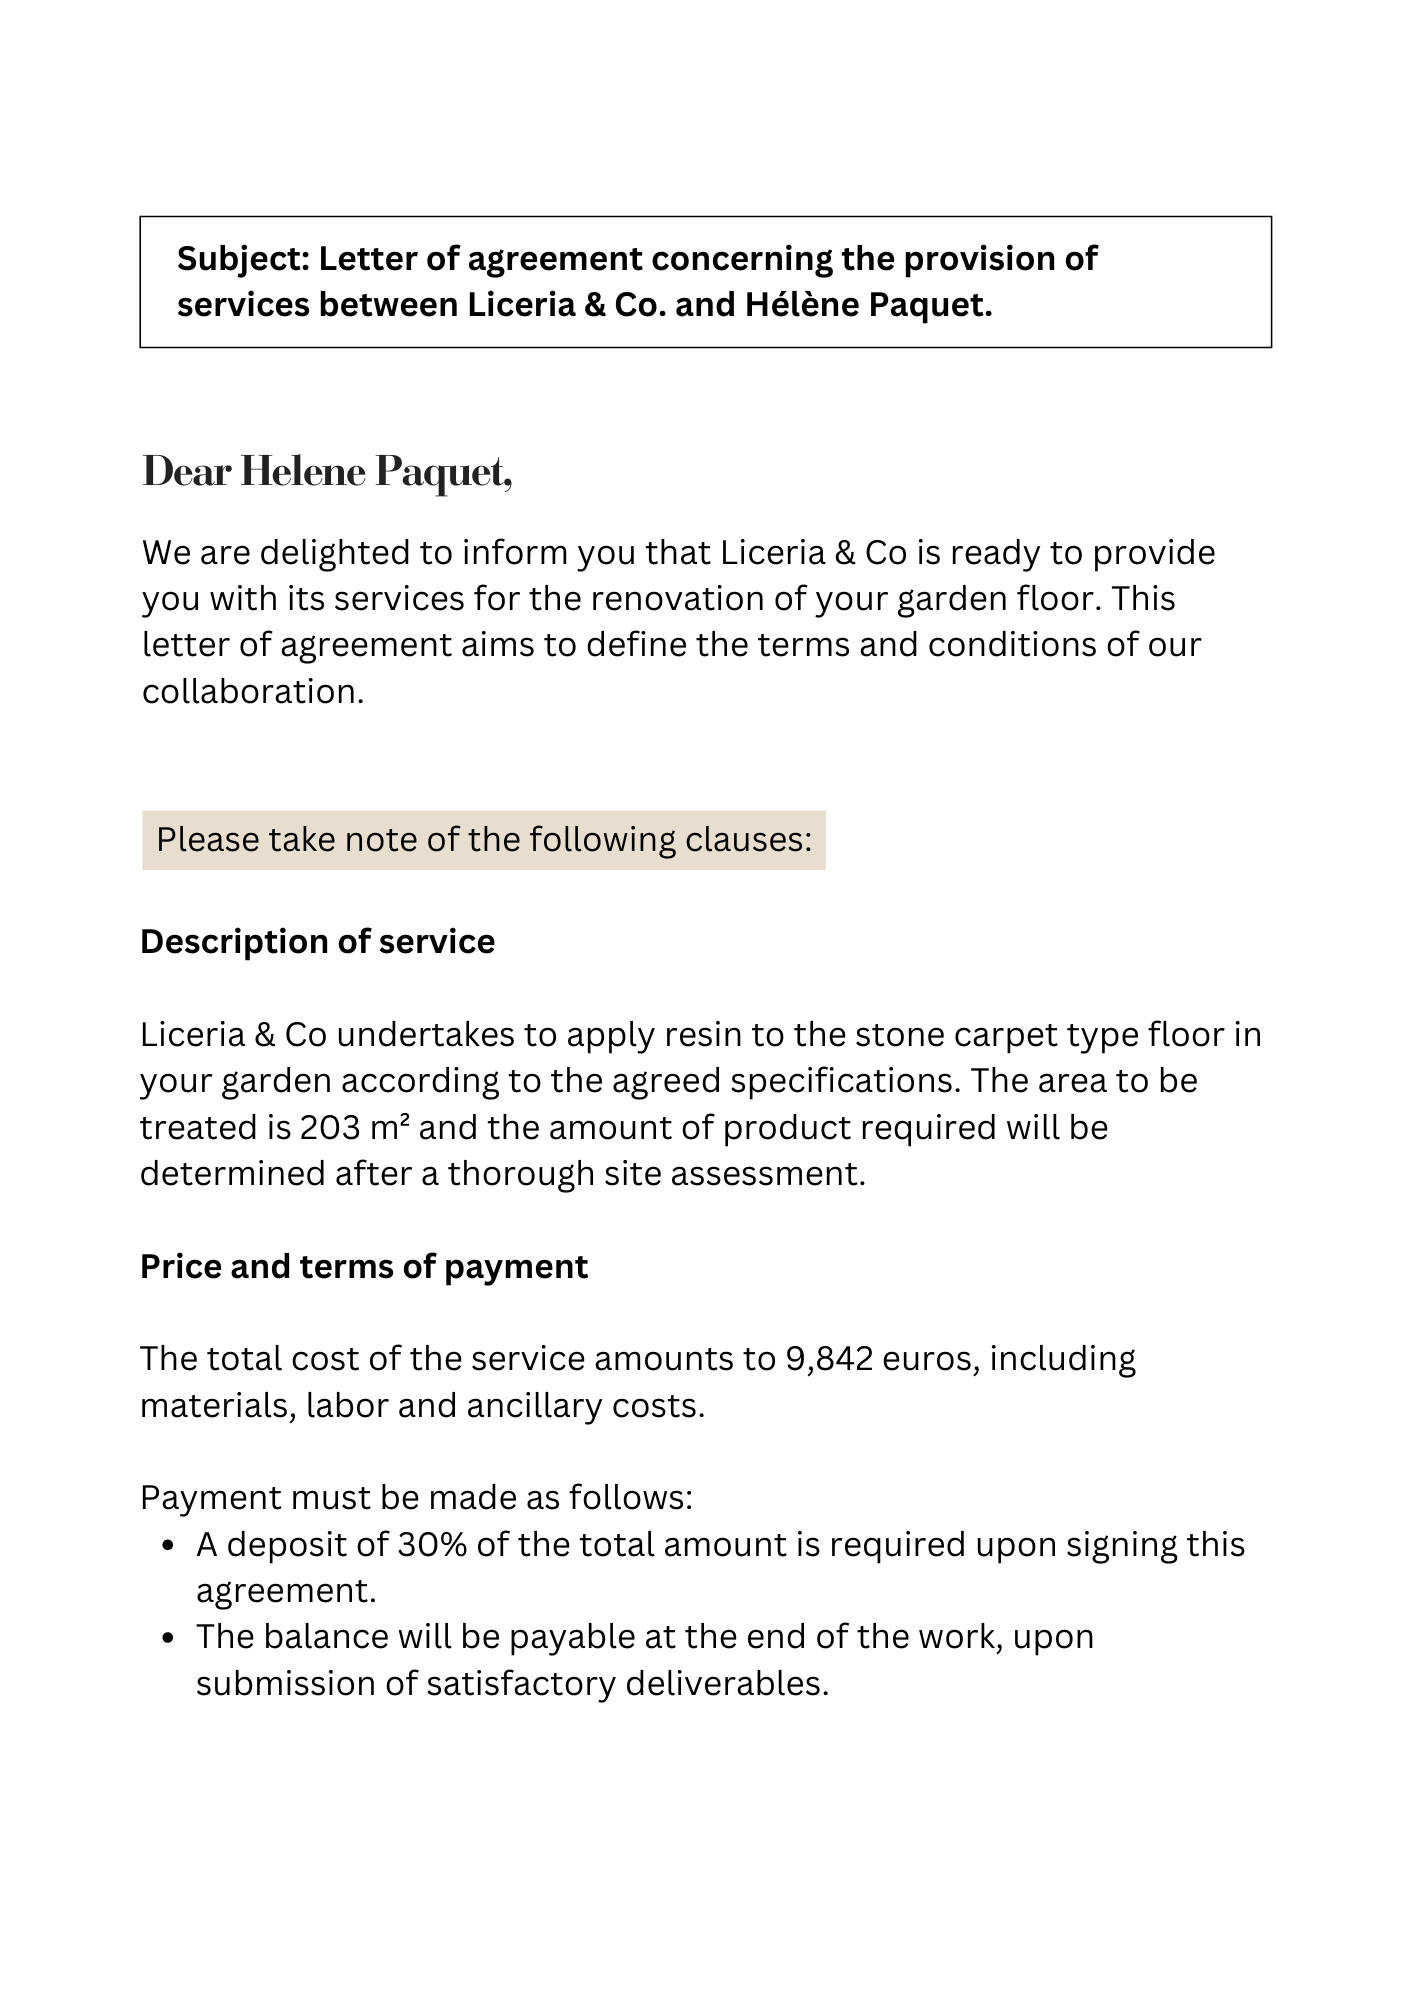 Subject: Letter of agreement concerning the provision of
services between Liceria & Co. and Hélène Paquet.
Dear Helene Paquet,
We are delighted to inform you that Liceria & Co is ready to provide
you with its services for the renovation of your garden floor. This
letter of agreement aims to define the terms and conditions of our
collaboration.
Please take note of the following clauses:
Description of service
Liceria & Co undertakes to apply resin to the stone carpet type floor in
your garden according to the agreed specifications. The area to be
treated is 203 m² and the amount of product required will be
determined after a thorough site assessment.
Price and terms of payment
The total cost of the service amounts to 9,842 euros, including
materials, labor and ancillary costs.
Payment must be made as follows:
• A deposit of 30% of the total amount is required upon signing this
agreement.
• The balance will be payable at the end of the work, upon
submission of satisfactory deliverables.